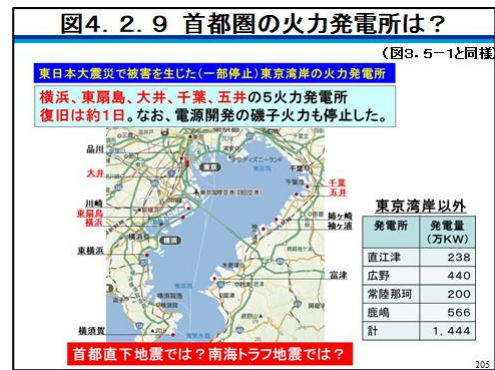 図4.2.9 首都圏の火力発電所は?
(図3.5-1と同様)
東日本大震災で被害を生じた(一部停止)東京湾岸の火力発電所
横浜、東扇島、大井、千葉、五井の5火力発電所
復旧は約1日。なお、電源開発の磯子火力も停止した。
品川
大井
川崎
東扇島
横浜
東横浜
横須賀
千葉
五井
姉ヶ崎
袖ヶ浦
富津
東京湾岸以外
発電所 発電量(万KW)
直江津 238
広野 440
常陸那珂 200
鹿嶋 566
計 1,444
首都直下地震では?南海トラフ地震では?
205